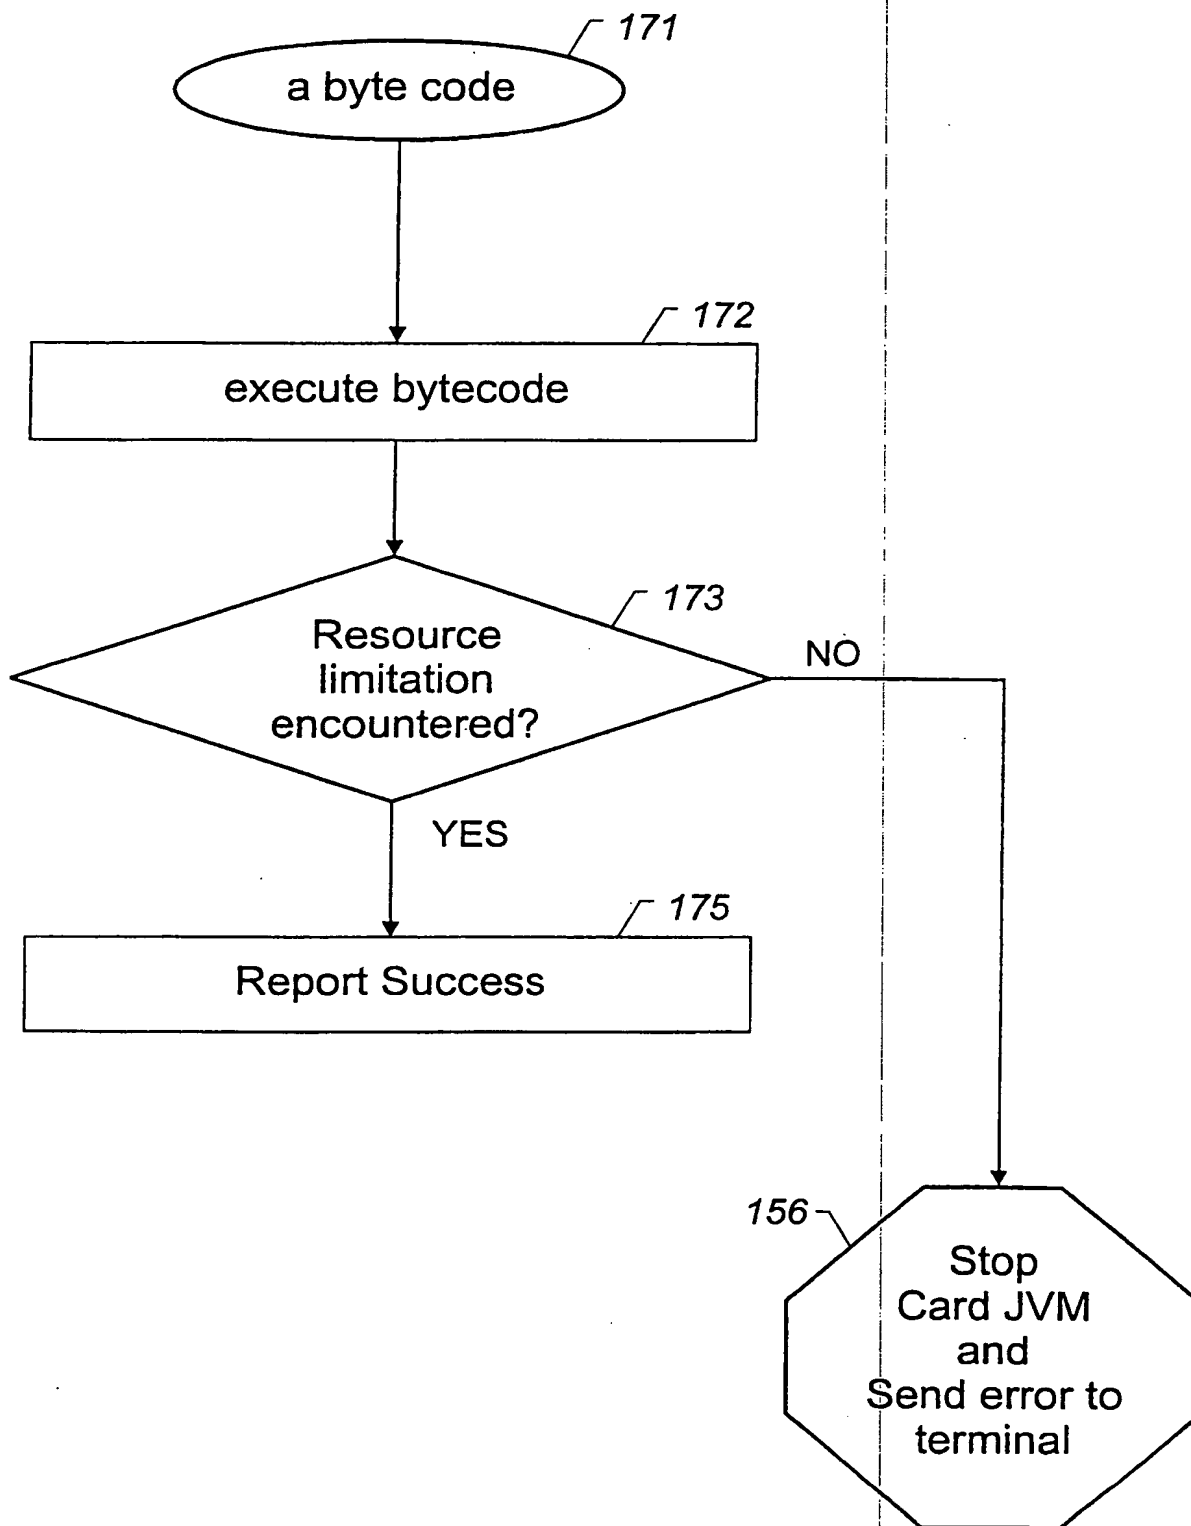 171
a byte code
172
execute bytecode
173
Resource
limitation
encountered?
NO
YES
175
Report Success
156
Stop
Card JVM
and
Send error to
terminal